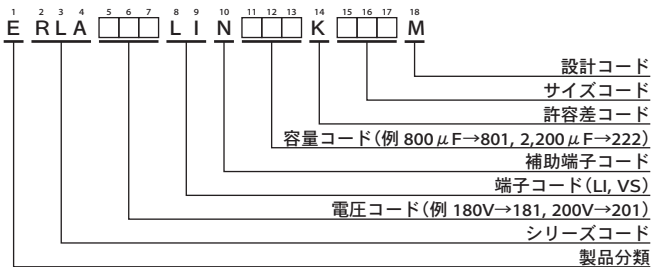 1 2 3 4 5 6 7 8 9 10 11 12 13 14 15 16 17 18
E RLA □□□ LI N □□□ K □□□ M
設計コード
サイズコード
許容差コード
容量コード(例 800μF→801, 2,200μF→222)
補助端子コード
端子コード(LI, VS)
電圧コード(例 180V→181, 200V→201)
シリーズコード
製品分類